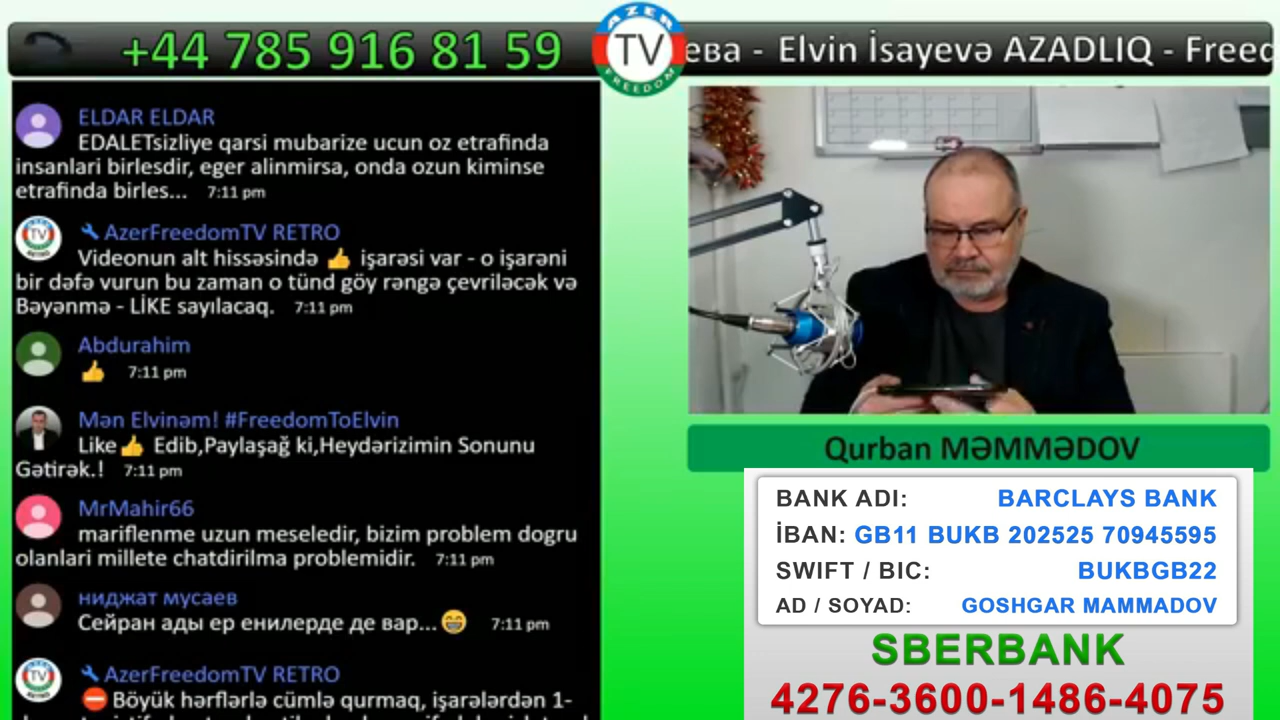 +44 785 916 81 59
AZER
TV
FREEDOM
ева - Elvin İsayevə AZADLIQ - Freed
ELDAR ELDAR
EDALETsizliye qarsi mubarize ucun oz etrafinda
insanlari birlesdir, eger alinmirsa, onda ozun kiminse
etrafinda birles... 7:11 pm
AzerFreedomTV RETRO
Videonun alt hissəsində 👍 işarəsi var - o işarəni
bir dəfə vurun bu zaman o tünd göy rəngə çevriləcək və
Bəyənmə - LİKE sayılacaq. 7:11 pm
Abdurahim
👍 7:11 pm
Mən Elvinəm! #FreedomToElvin
Like👍 Edib,Paylaşağ ki,Heydərizimin Sonunu
Gətirək.! 7:11 pm
MrMahir66
mariflenme uzun meseledir, bizim problem dogru
olanlari millete chatdirilma problemidir. 7:11 pm
ниджат мусаев
Сейран ады ер енилерде де вар...😁 7:11 pm
AzerFreedomTV RETRO
⛔Böyük hərflərlə cümlə qurmaq, işarələrdən 1-
Qurban MƏMMƏDOV
BANK ADI: BARCLAYS BANK
İBAN: GB11 BUKB 202525 70945595
SWIFT / BIC: BUKBGB22
AD / SOYAD: GOSHGAR MAMMADOV
SBERBANK
4276-3600-1486-4075